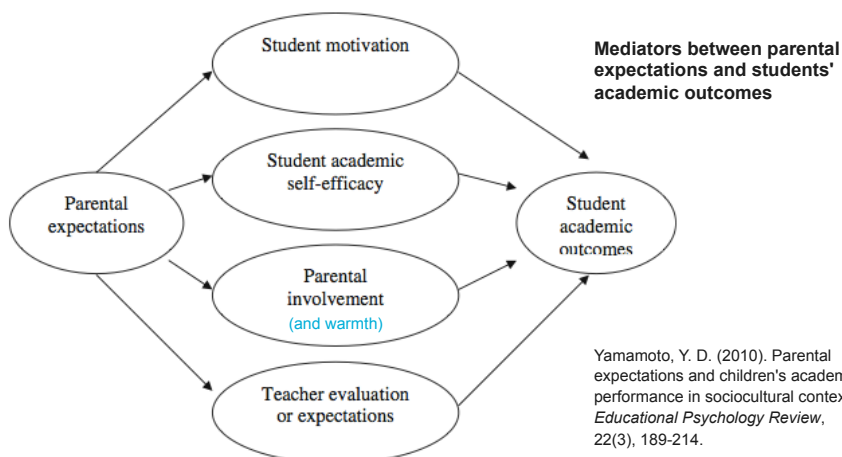 Student motivation
Mediators between parental
expectations and students'
academic outcomes
Student academic
self-efficacy
Parental
expectations
Student
academic
outcomes
Parental
involvement
(and warmth)
Teacher evaluation
or expectations
Yamamoto, Y. D. (2010). Parental
expectations and children's academ
performance in sociocultural contex
Educational Psychology Review,
22(3), 189-214.